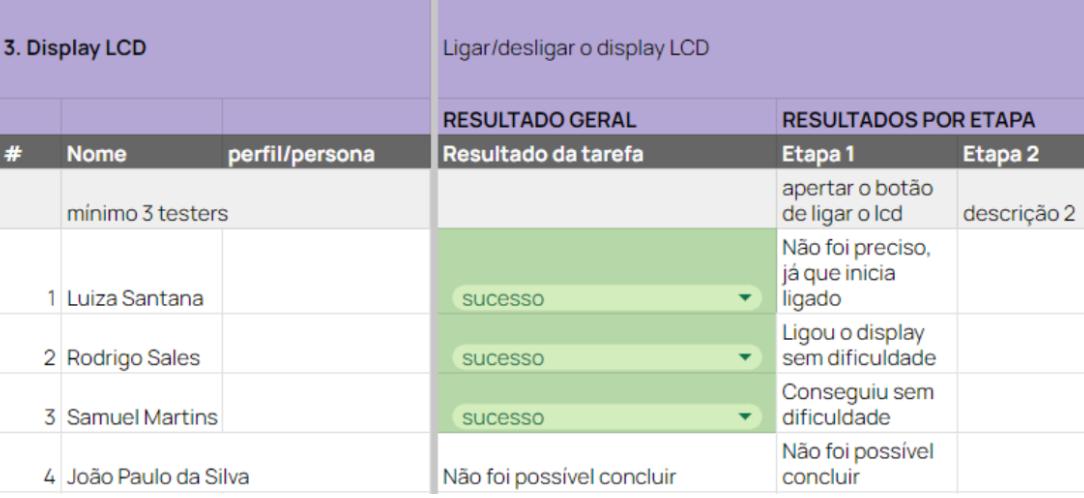 3. Display LCD
Ligar/desligar o display LCD
RESULTADO GERAL
RESULTADOS POR ETAPA
# Nome perfil/persona Resultado da tarefa Etapa 1 Etapa 2
mínimo 3 testers
apertar o botão
de ligar o lcd
descrição 2
1 Luiza Santana
sucesso
Não foi preciso,
já que inicia
ligado
2 Rodrigo Sales
sucesso
Ligou o display
sem dificuldade
3 Samuel Martins
sucesso
Conseguiu sem
dificuldade
4 João Paulo da Silva
Não foi possível concluir
Não foi possível
concluir